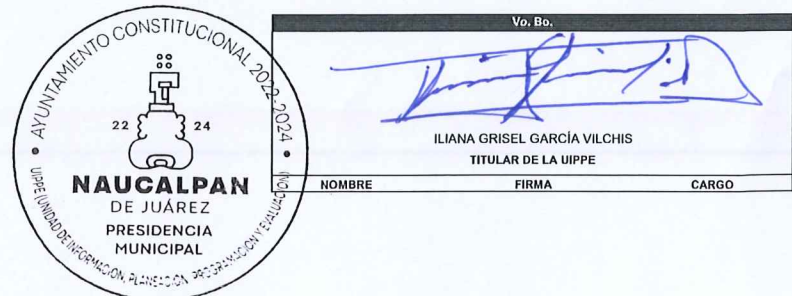 AYUNTAMIENTO CONSTITUCIONAL 2022-2024
22 24
NAUCALPAN
DE JUÁREZ
PRESIDENCIA
MUNICIPAL
UIPPE (UNIDAD DE INFORMACIÓN, PLANEACIÓN PROGRAMACIÓN Y EVALUACIÓN)
Vo. Bo.
ILIANA GRISEL GARCÍA VILCHIS
TITULAR DE LA UIPPE
NOMBRE FIRMA CARGO